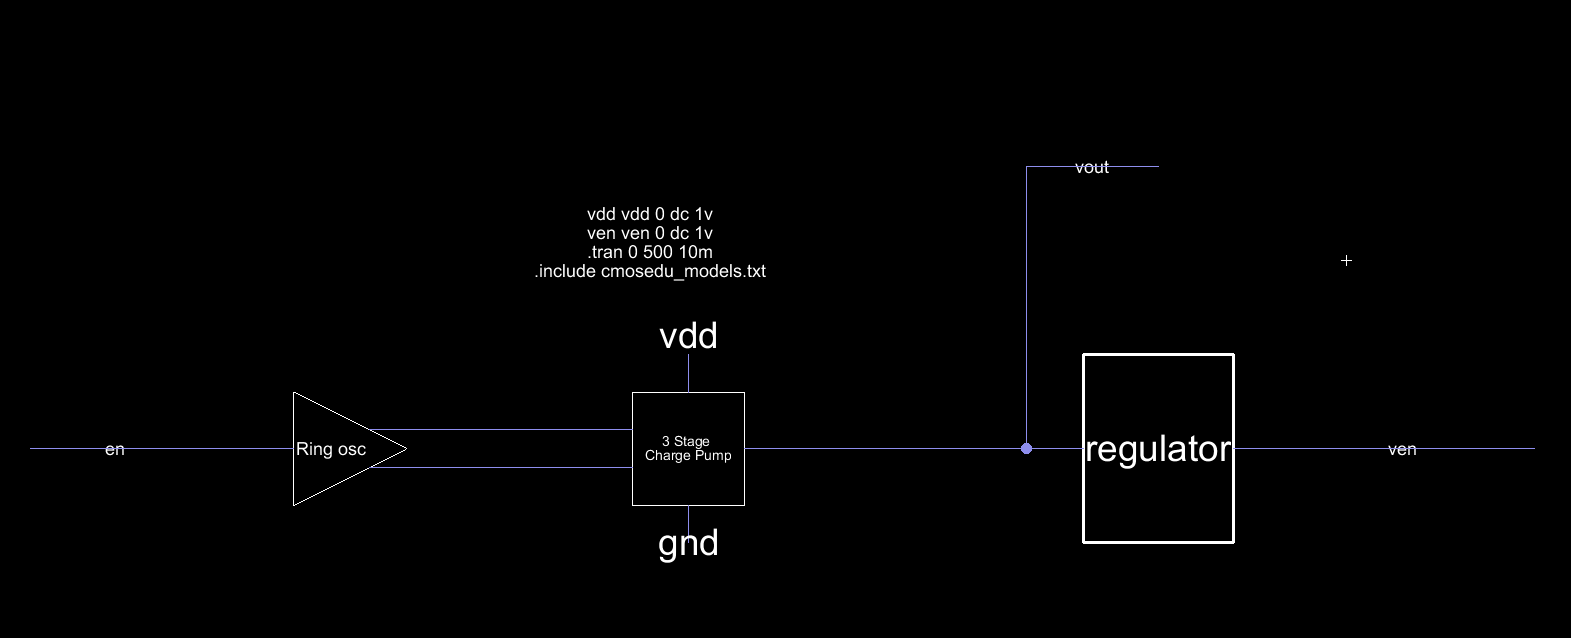 vout
vdd vdd 0 dc 1v
ven ven 0 dc 1v
.tran 0 500 10m
.include cmosedu_models.txt
vdd
en
Ring osc
3 Stage
Charge Pump
regulator
ven
gnd